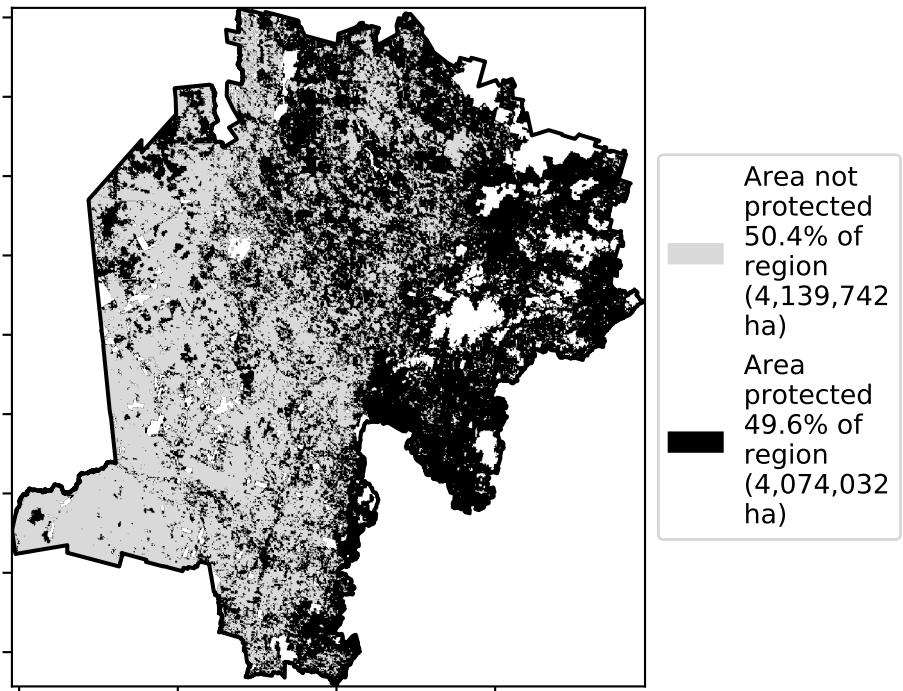 Area not
protected
50.4% of
region
(4,139,742
ha)
Area
protected
49.6% of
region
(4,074,032
ha)